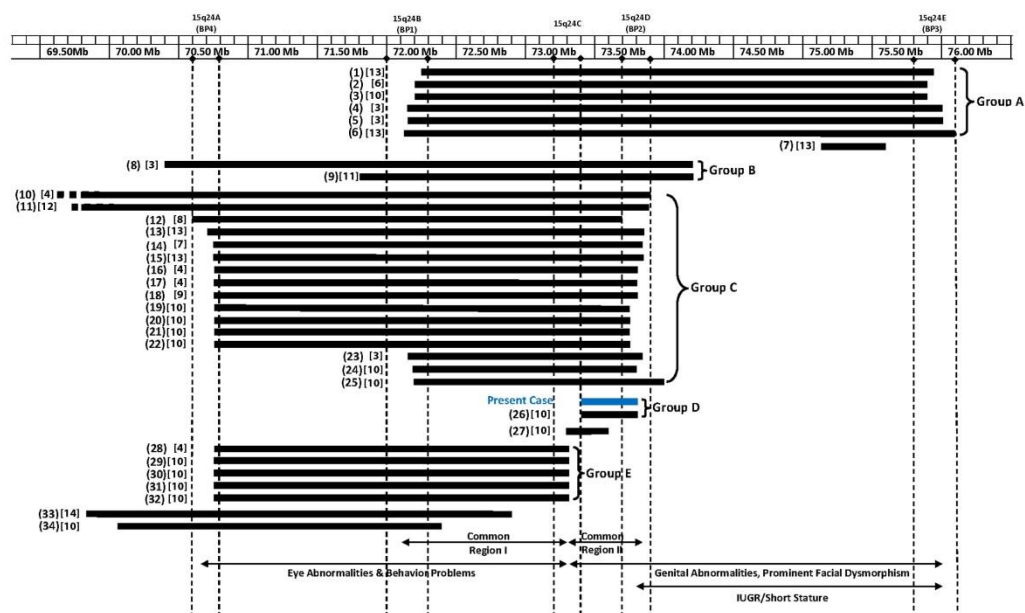 15q24A
(BP4)
15q24B
(BP1)
15q24C
15q24D
(BP2)
15q24E
(BP3)
69.50Mb 70.00 Mb 70.50 Mb 71.00 Mb 71.50 Mb 72.00 Mb 72.50 Mb 73.00 Mb 73.50 Mb 74.00 Mb 74.50 Mb 75.00 Mb 75.50 Mb 76.00 Mb
(1) [13]
(2) [6]
(3) [10]
(4) [3]
(5) [3]
(6) [13]
Group A
(7) [13]
(8) [3]
(9) [11]
Group B
(10) [4]
(11) [12]
(12) [8]
(13) [13]
(14) [7]
(15) [13]
(16) [4]
(17) [4]
(18) [9]
(19) [10]
(20) [10]
(21) [10]
(22) [10]
(23) [3]
(24) [10]
(25) [10]
Group C
Present Case
(26) [10]
Group D
(27) [10]
(28) [4]
(29) [10]
(30) [10]
(31) [10]
(32) [10]
Group E
(33) [14]
(34) [10]
Common
Region I
Common
Region II
Eye Abnormalities & Behavior Problems
Genital Abnormalities, Prominent Facial Dysmorphism
IUGR/Short Stature